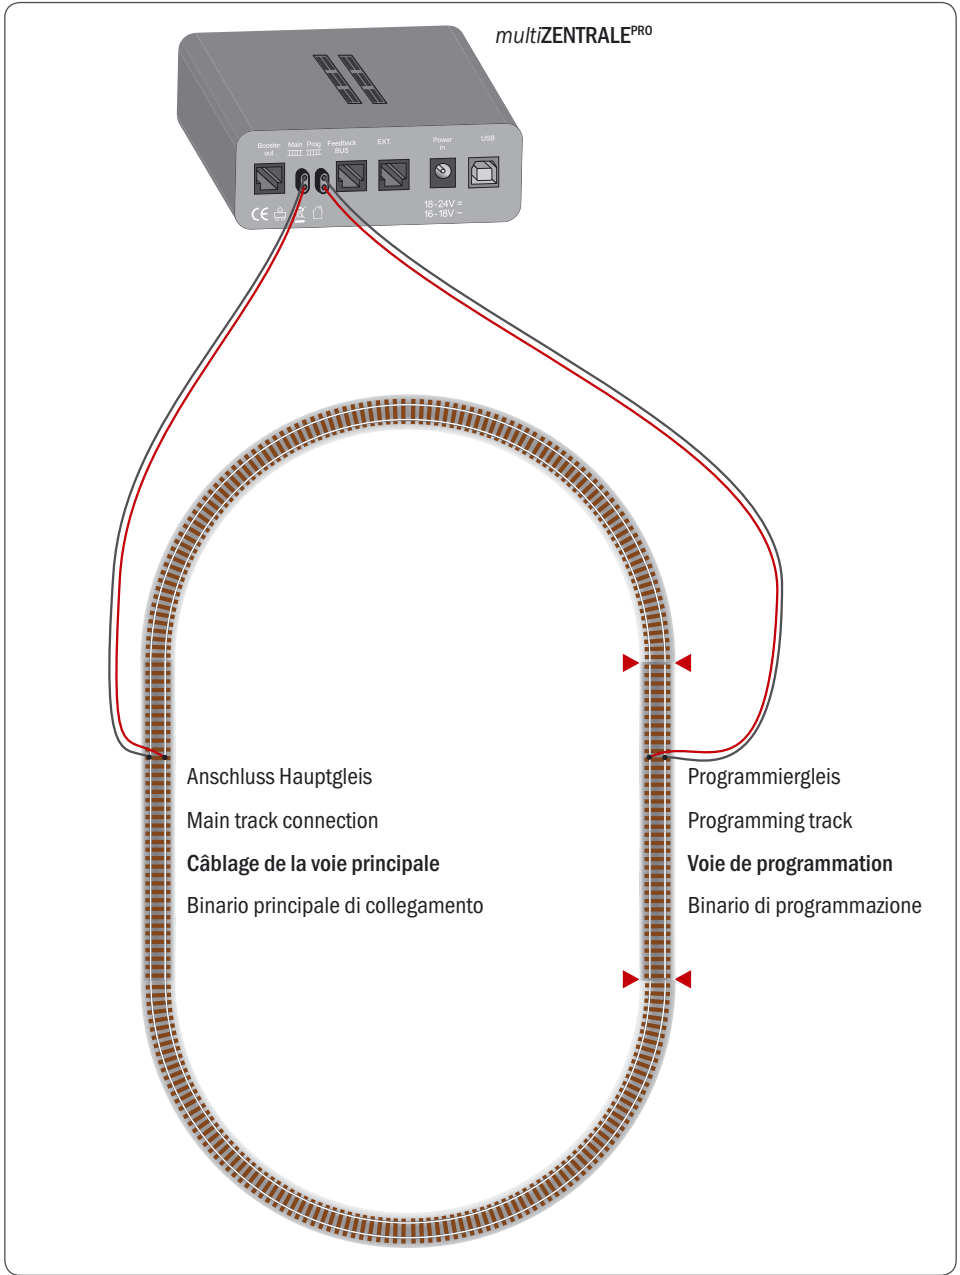 multiZENTRALEPRO
Booster
out
Main
Prog
Feedback
BUS
EXT.
Power
in
USB
CE
18-24V =
16-18V ~
Anschluss Hauptgleis
Main track connection
Câblage de la voie principale
Binario principale di collegamento
Programmiergleis
Programming track
Voie de programmation
Binario di programmazione